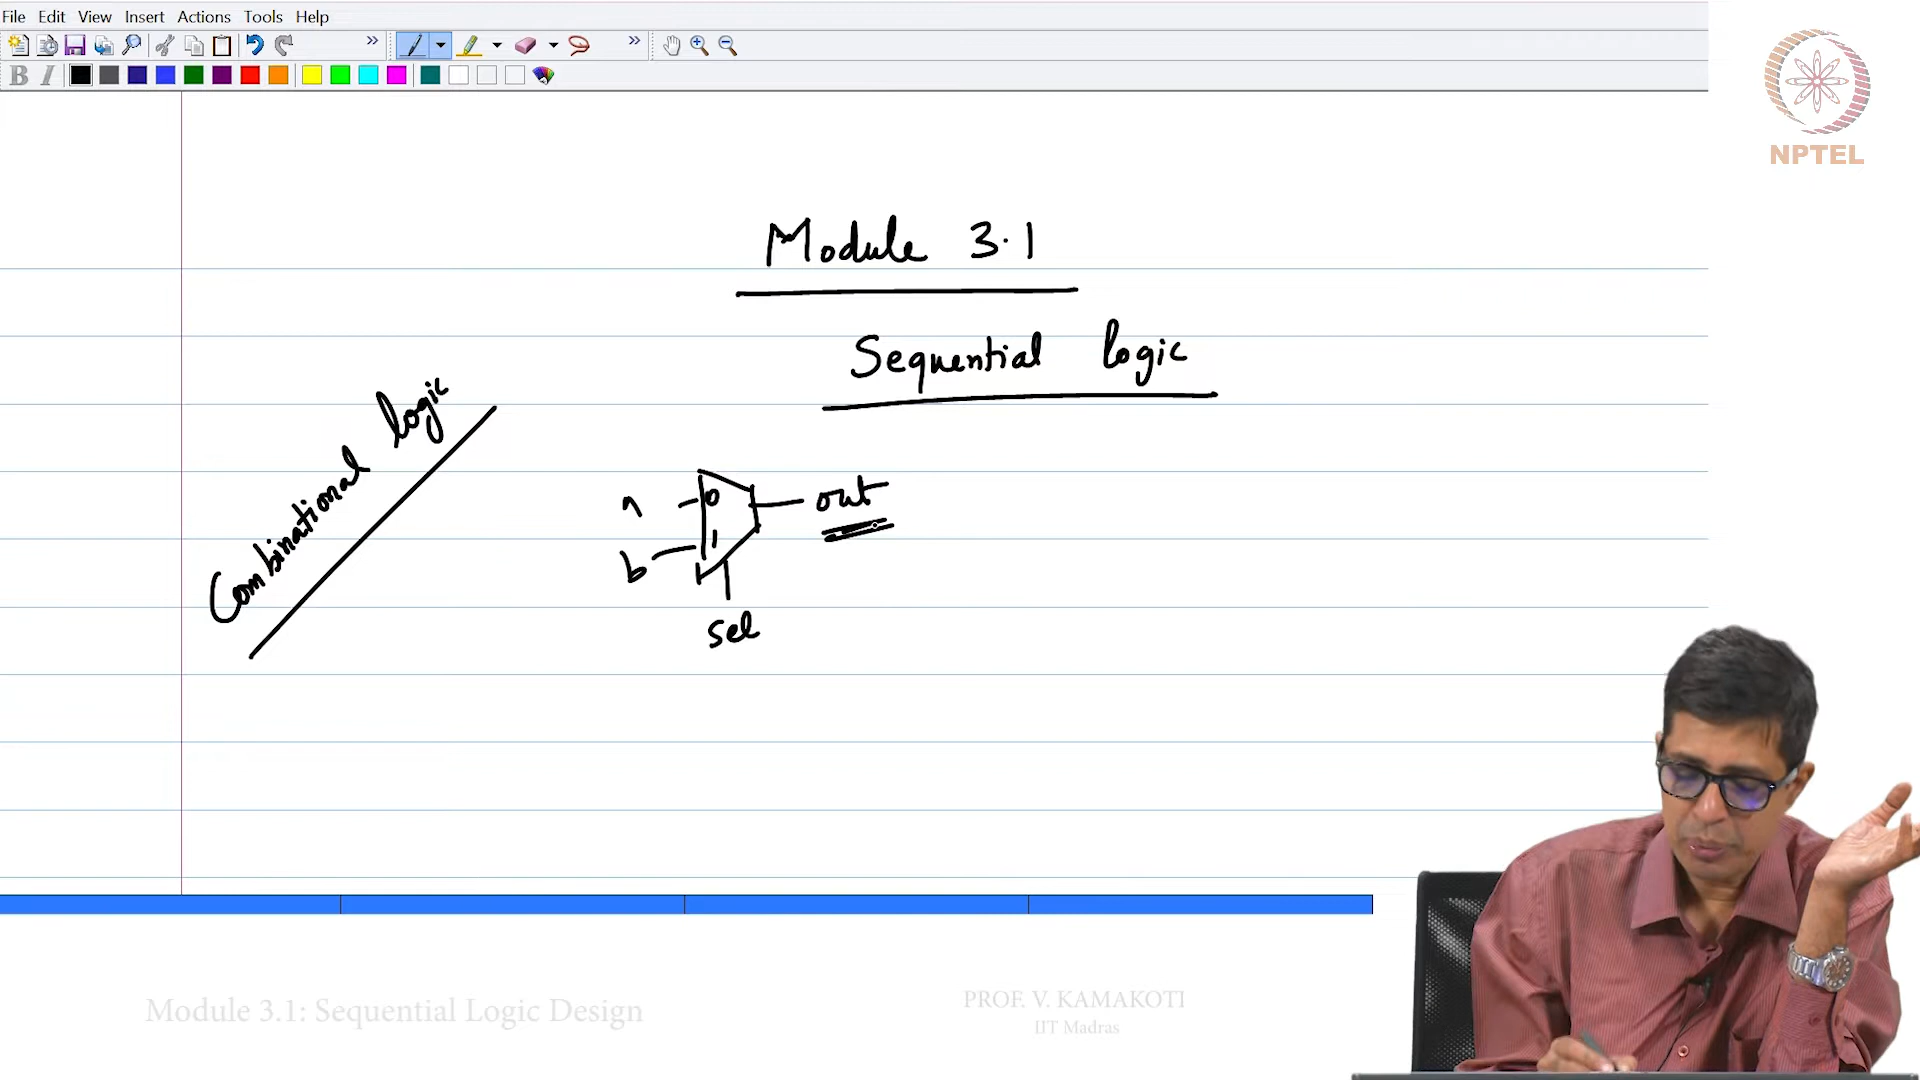 File Edit View Insert Actions Tools Help
NPTEL
Module 3.1
Sequential logic
Combinational logic
0 out
1
b
sel
Module 3.1: Sequential Logic Design
PROF. V. KAMAKOTI
IIT Madras